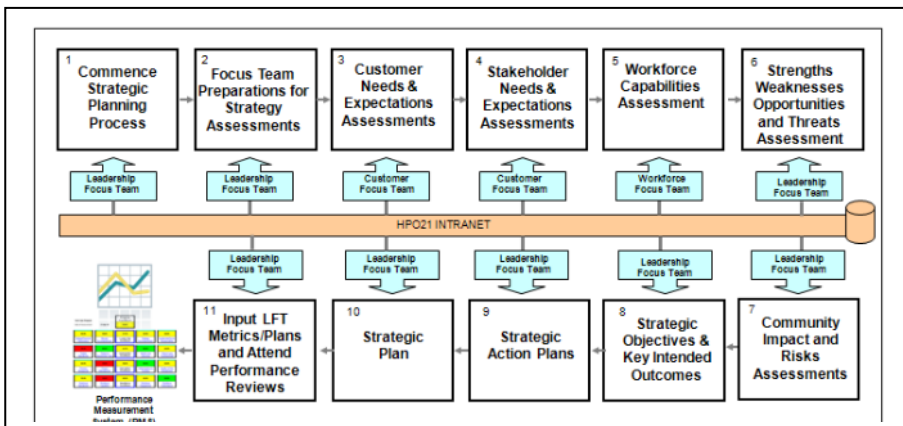 1
Commence
Strategic
Planning
Process
2
Focus Team
Preparations for
Strategy
Assessments
3
Customer
Needs &
Expectations
Assessments
4
Stakeholder
Needs &
Expectations
Assessments
5
Workforce
Capabilities
Assessment
6
Strengths
Weaknesses
Opportunities
and Threats
Assessment
Leadership
Focus Team
Leadership
Focus Team
Customer
Focus Team
Customer
Focus Team
Workforce
Focus Team
Leadership
Focus Team
HPO21 INTRANET
Leadership
Focus Team
Leadership
Focus Team
Leadership
Focus Team
Leadership
Focus Team
Leadership
Focus Team
11
Input LFT
Metrics/Plans
and Attend
Performance
Reviews
10
Strategic
Plan
9
Strategic
Action Plans
8
Strategic
Objectives &
Key Intended
Outcomes
7
Community
Impact and
Risks
Assessments
Performance
Measurement